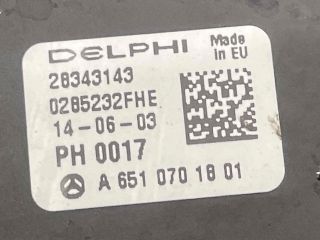 DELPHI
Made
in EU
28343143
0285232FHE
14-06-03
PH 0017
A 651 070 18 01